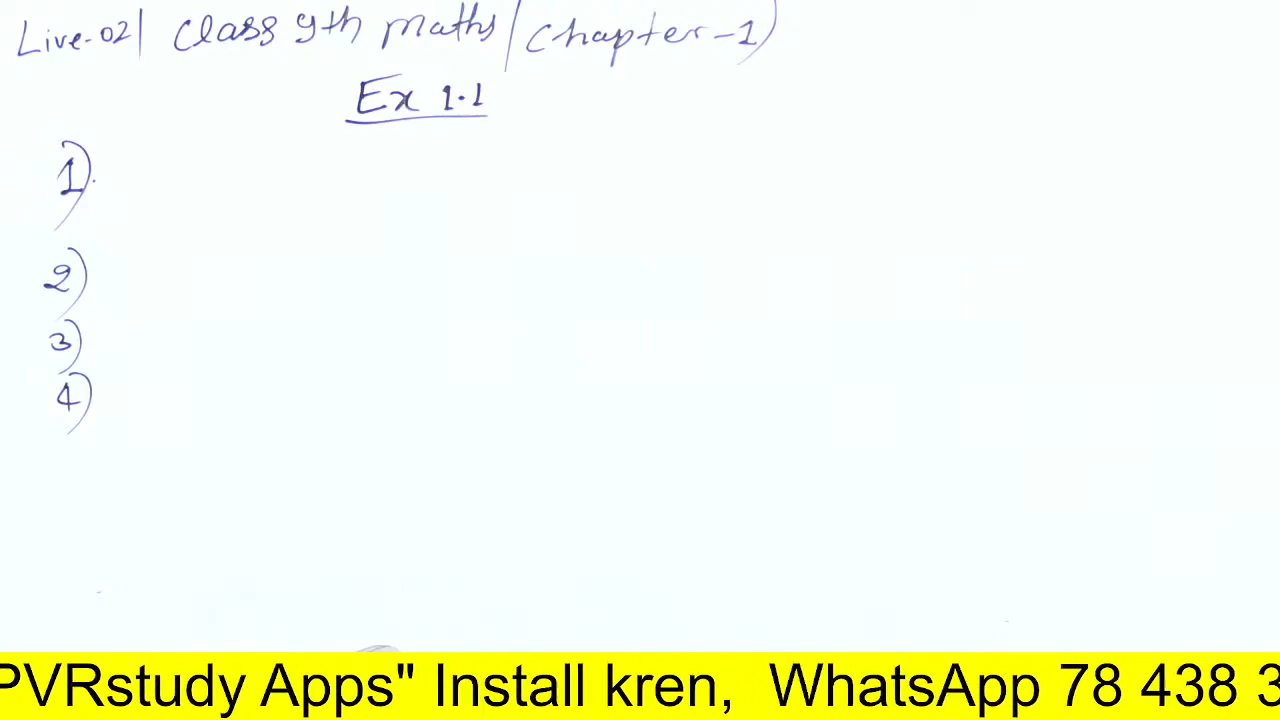 Live-02| Class 9th Maths/Chapter-1)
Ex 1.1
1).
2)
3)
4)
PVRstudy Apps" Install kren, WhatsApp 78 438 3